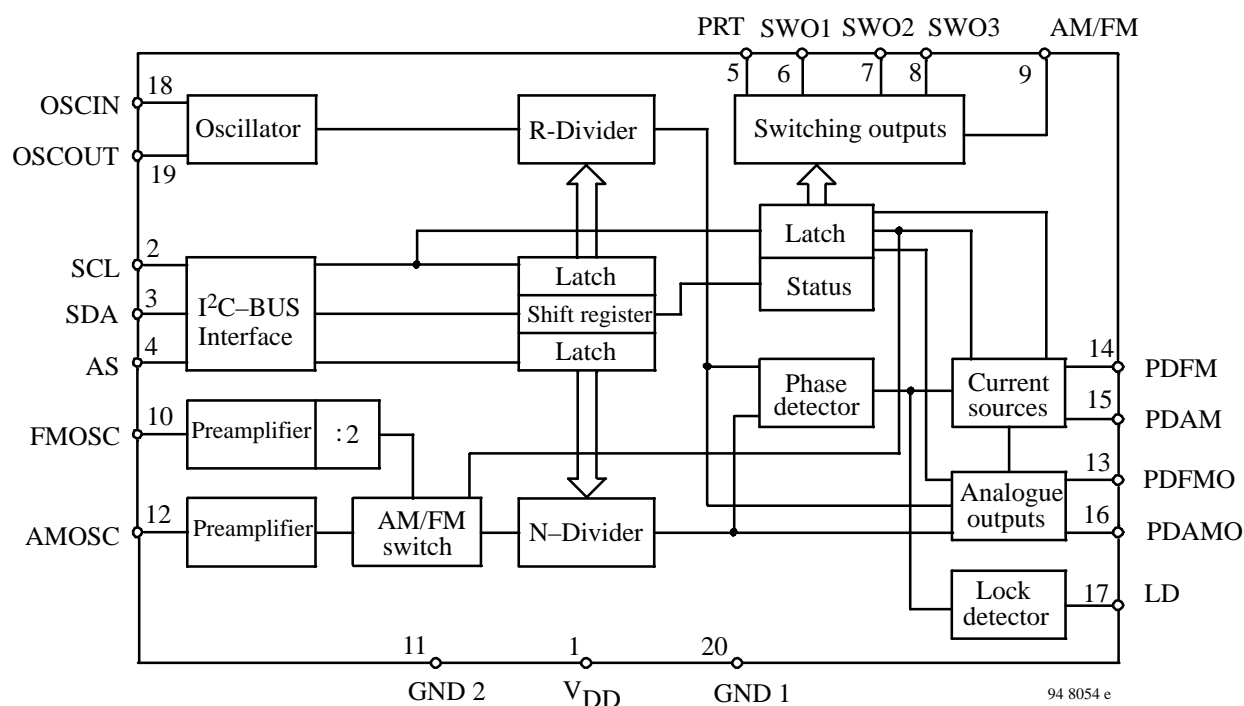 PRT SWO1 SWO2 SWO3 AM/FM
5 6 7 8 9
18
OSCIN
Oscillator
R-Divider
Switching outputs
OSCOUT
19
2
SCL
3
SDA
4
AS
I²C–BUS
Interface
Latch
Shift register
Latch
Latch
Status
10
FMOSC
Preamplifier
:2
Phase
detector
Current
sources
14
PDFM
15
PDAM
12
AMOSC
Preamplifier
AM/FM
switch
N–Divider
Analogue
outputs
13
PDFMO
16
PDAMO
Lock
detector
17
LD
11
GND 2
1
VDD
20
GND 1
94 8054 e